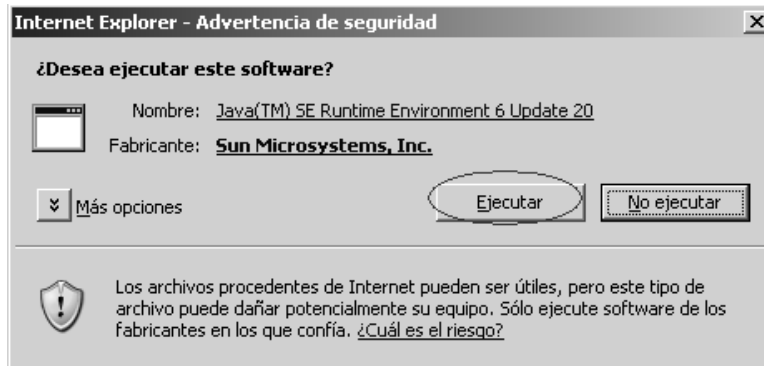 Internet Explorer - Advertencia de seguridad
¿Desea ejecutar este software?
Nombre: Java(TM) SE Runtime Environment 6 Update 20
Fabricante: Sun Microsystems, Inc.
Más opciones Ejecutar No ejecutar
Los archivos procedentes de Internet pueden ser útiles, pero este tipo de
archivo puede dañar potencialmente su equipo. Sólo ejecute software de los
fabricantes en los que confía. ¿Cuál es el riesgo?